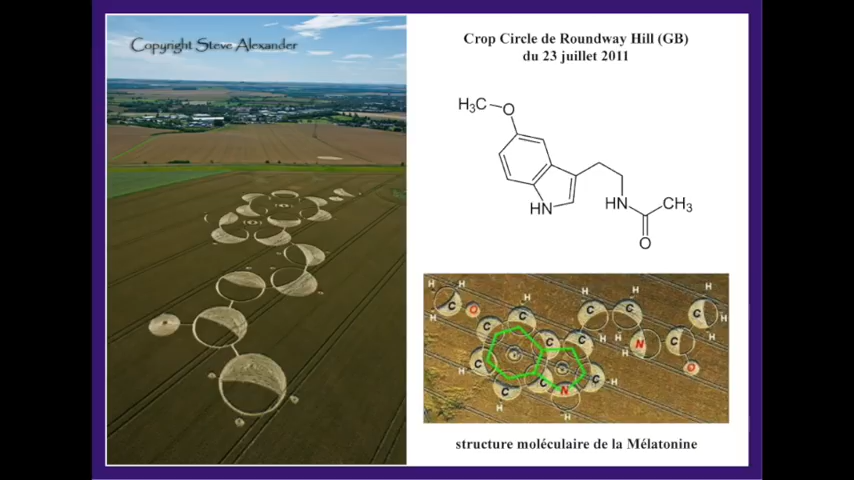 Copyright Steve Alexander
Crop Circle de Roundway Hill (GB)
du 23 juillet 2011
H₃C
O
HN
HN
CH₃
O
H
H
H
H
C
O
C
H
H
H
C
C
H
H
C
H
H
C
C
C
H
N
H
C
O
H
C
C
C
H
N
C
H
H
structure moléculaire de la Mélatonine